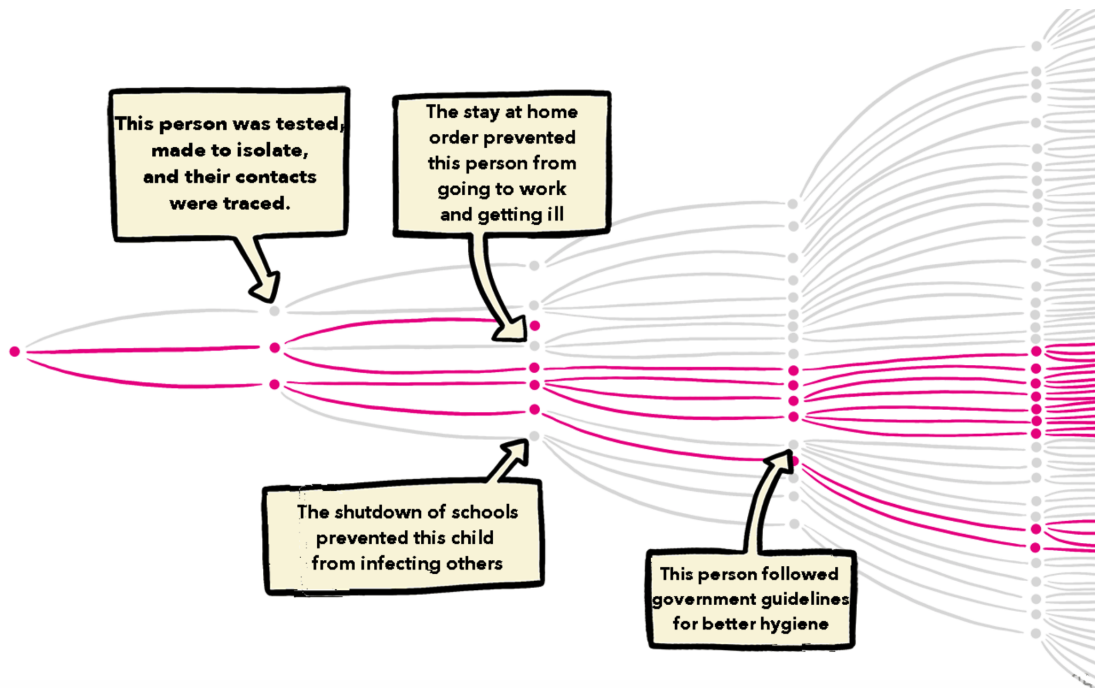 This person was tested,
made to isolate,
and their contacts
were traced.
The stay at home
order prevented
this person from
going to work
and getting ill
The shutdown of schools
prevented this child
from infecting others
This person followed
government guidelines
for better hygiene